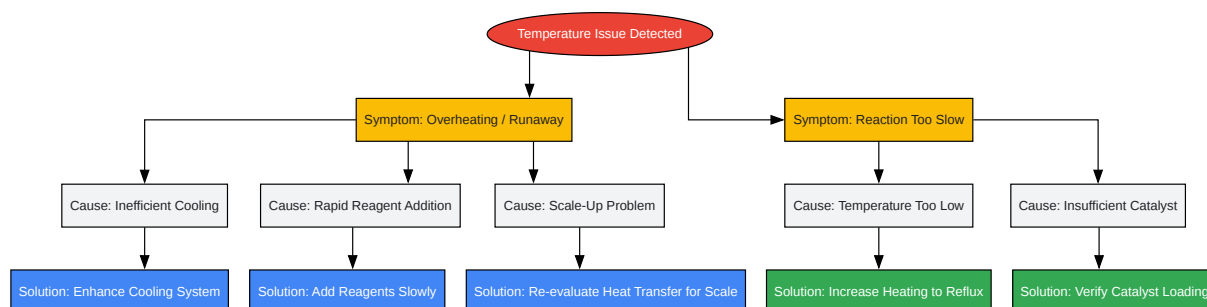 Temperature Issue Detected
Symptom: Overheating / Runaway
Symptom: Reaction Too Slow
Cause: Inefficient Cooling
Cause: Rapid Reagent Addition
Cause: Scale-Up Problem
Cause: Temperature Too Low
Cause: Insufficient Catalyst
Solution: Enhance Cooling System
Solution: Add Reagents Slowly
Solution: Re-evaluate Heat Transfer for Scale
Solution: Increase Heating to Reflux
Solution: Verify Catalyst Loading